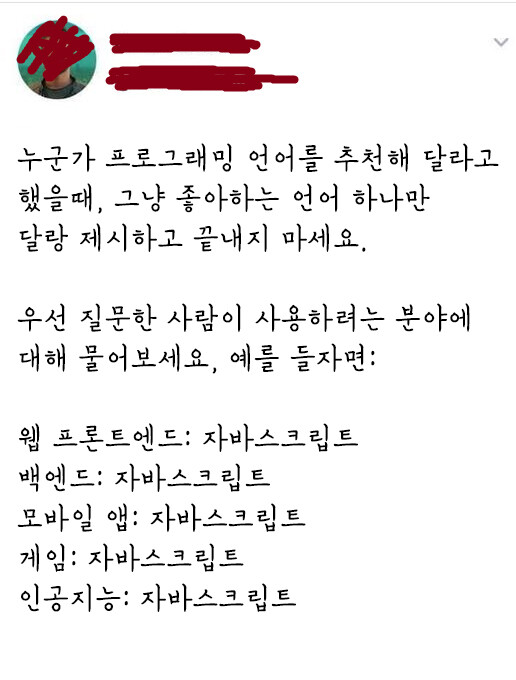 누군가 프로그래밍 언어를 추천해 달라고
했을때, 그냥 좋아하는 언어 하나만
달랑 제시하고 끝내지 마세요.
우선 질문한 사람이 사용하려는 분야에
대해 물어보세요, 예를 들자면:
웹 프론트엔드: 자바스크립트
백엔드: 자바스크립트
모바일 앱: 자바스크립트
게임: 자바스크립트
인공지능: 자바스크립트